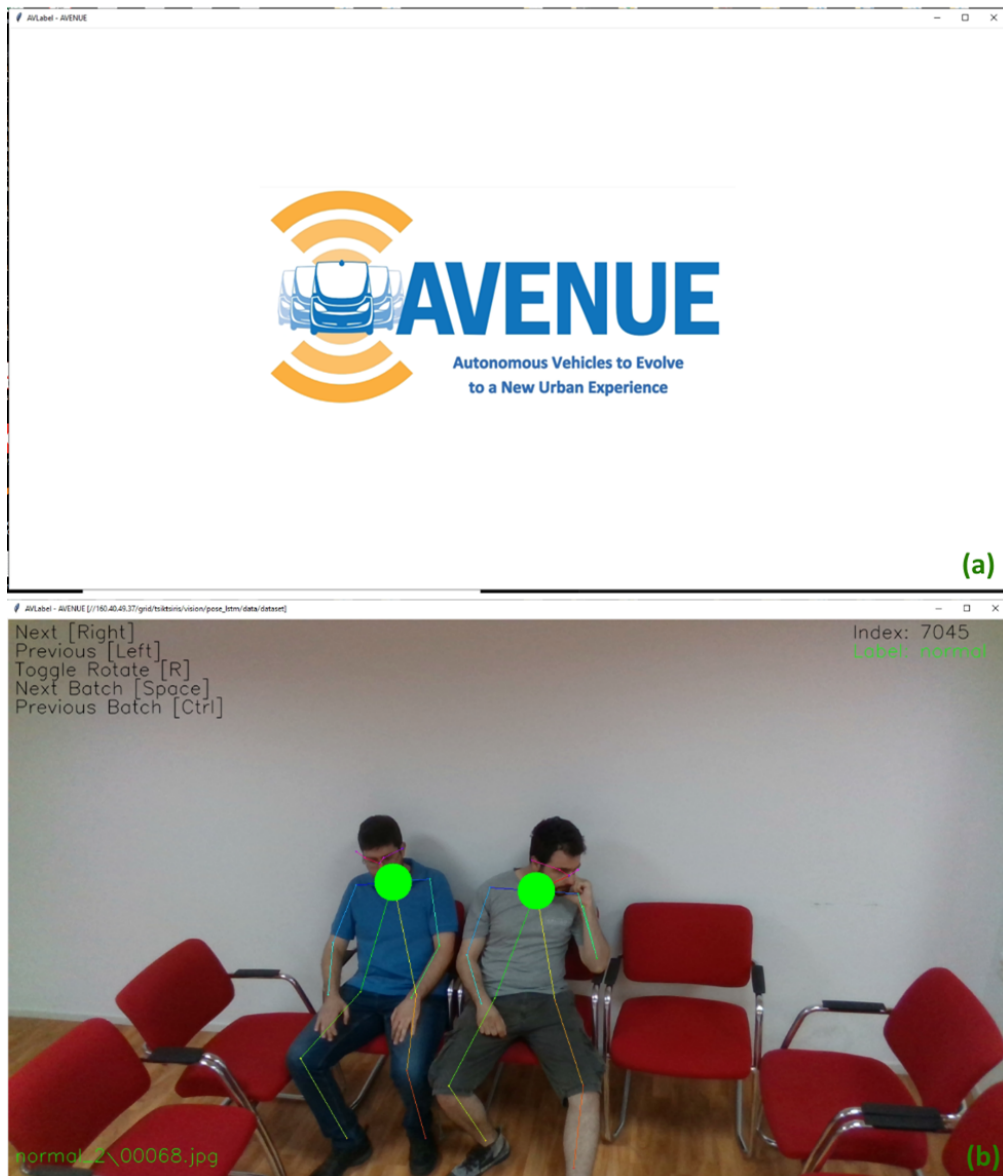 AVLabel - AVENUE
AVENUE
Autonomous Vehicles to Evolve
to a New Urban Experience
(a)
AVLabel - AVENUE [//160.40.49.37/grid/tsiktsiris/vision/pose_lstm/data/dataset]
Next [Right]
Previous [Left]
Toggle Rotate [R]
Next Batch [Space]
Previous Batch [Ctrl]
Index: 7045
Label: normal
normal_2\00068.jpg
(b)